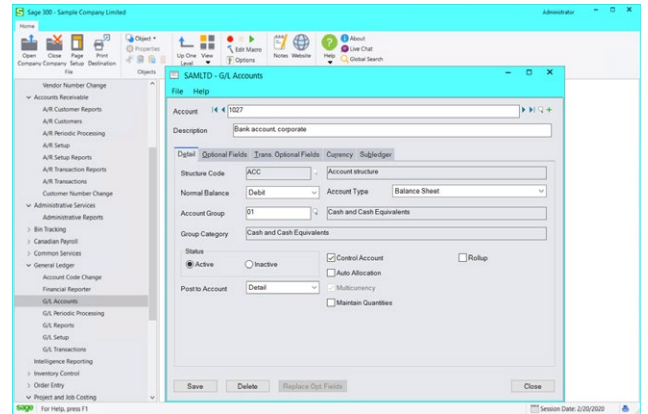 Sage 300 - Sample Company Limited
Administrator
Home
Open Company
Close Company
Page Setup
Print Destination
File
Object
Properties
Objects
Up One Level
View
Edit Macro
Options
Notes
Website
Help
About
Live Chat
Global Search
Vendor Number Change
Accounts Receivable
A/R Customer Reports
A/R Customers
A/R Periodic Processing
A/R Setup
A/R Setup Reports
A/R Transaction Reports
A/R Transactions
Customer Number Change
Administrative Services
Administrative Reports
Bin Tracking
Canadian Payroll
Common Services
General Ledger
Account Code Change
Financial Reporter
G/L Accounts
G/L Periodic Processing
G/L Reports
G/L Setup
G/L Transactions
Intelligence Reporting
Inventory Control
Order Entry
Project and Job Costing
SAMLTD - G/L Accounts
File Help
Account 1027
Description Bank account, corporate
Detail Optional Fields Trans. Optional Fields Currency Subledger
Structure Code ACC Account structure
Normal Balance Debit Account Type Balance Sheet
Account Group 01 Cash and Cash Equivalents
Group Category Cash and Cash Equivalents
Status
Active Inactive
Control Account Rollup
Auto Allocation
Post to Account Detail Multicurrency
Maintain Quantities
Save Delete Replace Opt. Fields Close
sage For Help, press F1
Session Date: 2/20/2020